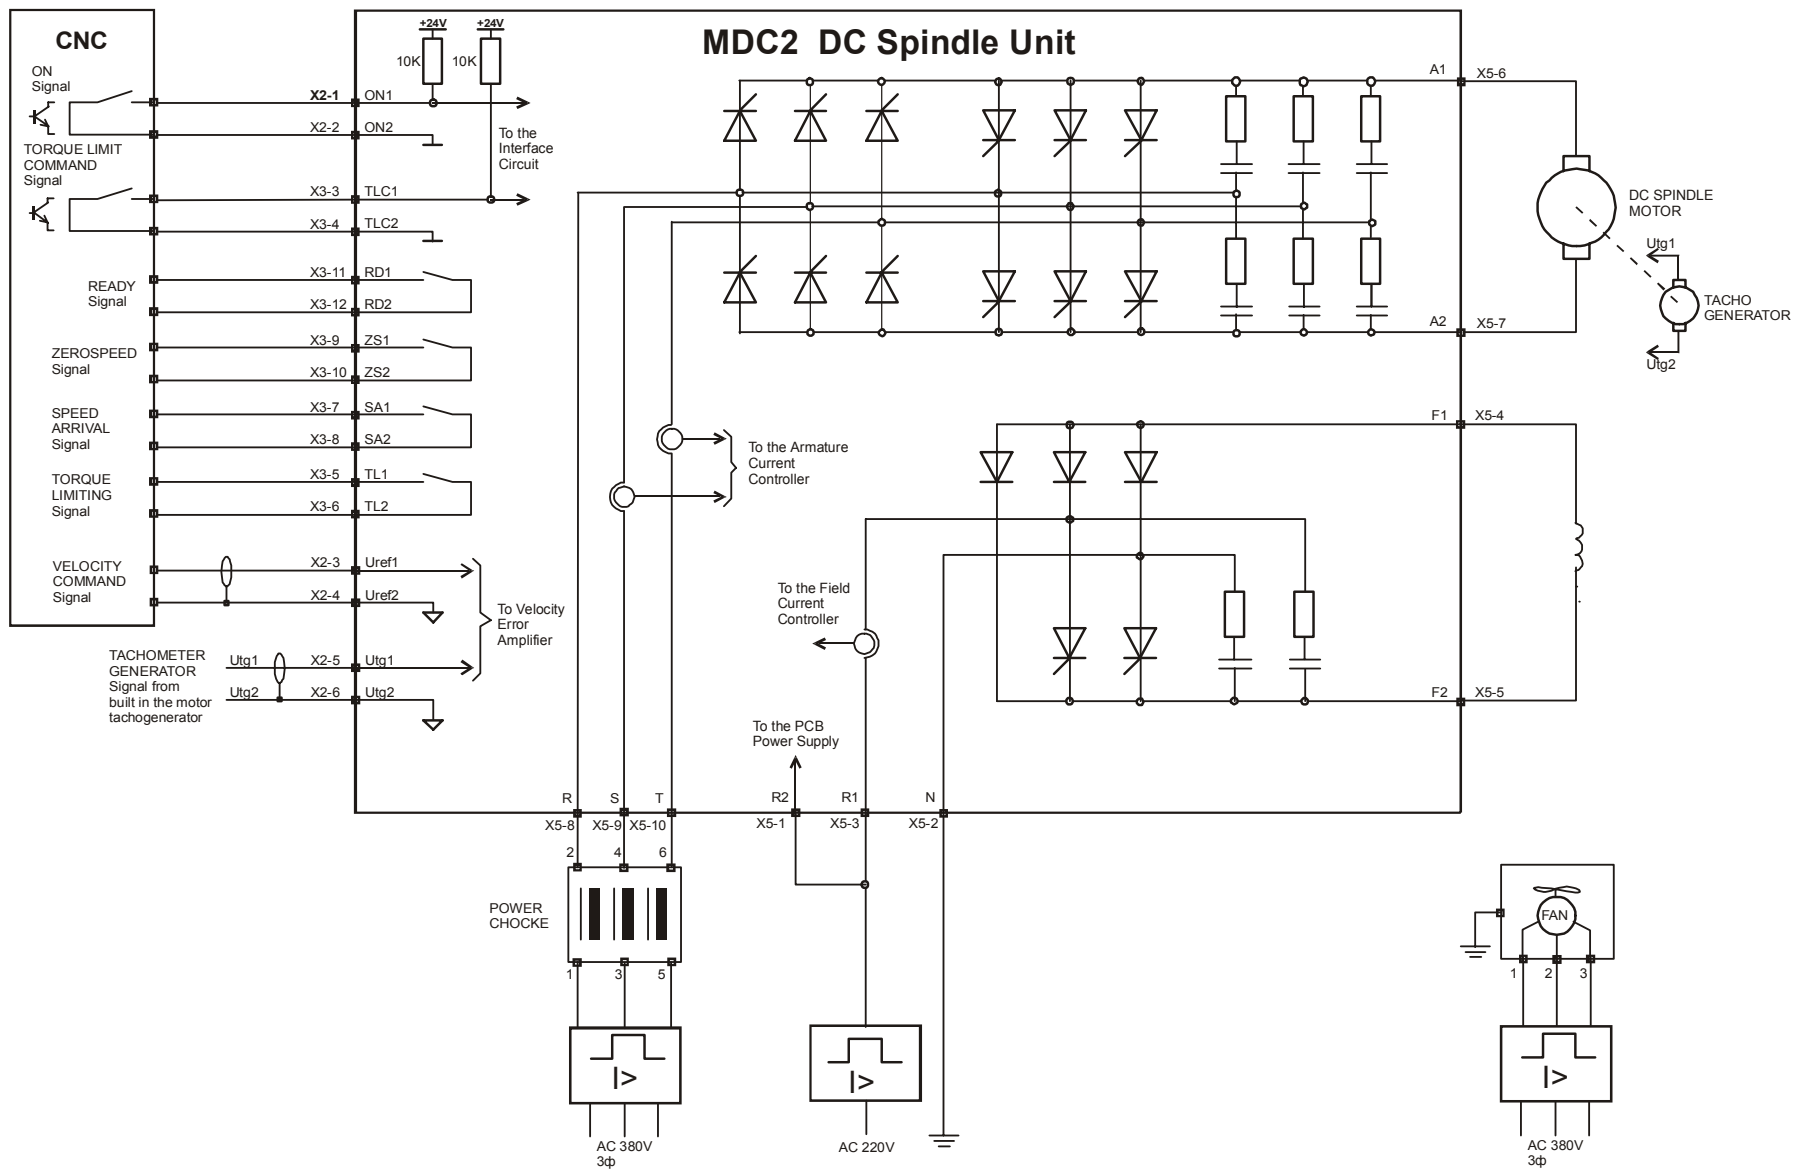 CNC
MDC2 DC Spindle Unit
+24V
+24V
10K
10K
ON
Signal
X2-1
ON1
X2-2
ON2
To the
Interface
Circuit
TORQUE LIMIT
COMMAND
Signal
X3-3
TLC1
X3-4
TLC2
READY
Signal
X3-11
RD1
X3-12
RD2
ZEROSPEED
Signal
X3-9
ZS1
X3-10
ZS2
SPEED
ARRIVAL
Signal
X3-7
SA1
X3-8
SA2
TORQUE
LIMITING
Signal
X3-5
TL1
X3-6
TL2
VELOCITY
COMMAND
Signal
X2-3
Uref1
X2-4
Uref2
To Velocity
Error
Amplifier
TACHOMETER
GENERATOR
Signal from
built in the motor
tachogenerator
Utg1
X2-5
Utg1
Utg2
X2-6
Utg2
A1
X5-6
A2
X5-7
DC SPINDLE
MOTOR
Utg1
TACHO
GENERATOR
Utg2
To the Armature
Current
Controller
F1
X5-4
To the Field
Current
Controller
F2
X5-5
To the PCB
Power Supply
R
S
T
R2
R1
N
X5-8
X5-9
X5-10
X5-1
X5-3
X5-2
2
4
6
POWER
CHOCKE
1
3
5
I>
AC 380V
3ф
I>
AC 220V
FAN
1
2
3
I>
AC 380V
3ф